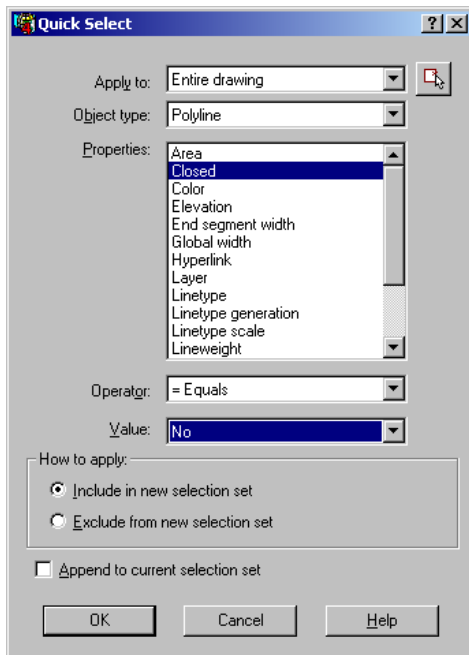 Quick Select
Apply to: Entire drawing
Object type: Polyline
Properties: Area
Closed
Color
Elevation
End segment width
Global width
Hyperlink
Layer
Linetype
Linetype generation
Linetype scale
Lineweight
Operator: = Equals
Value: No
How to apply:
Include in new selection set
Exclude from new selection set
Append to current selection set
OK Cancel Help